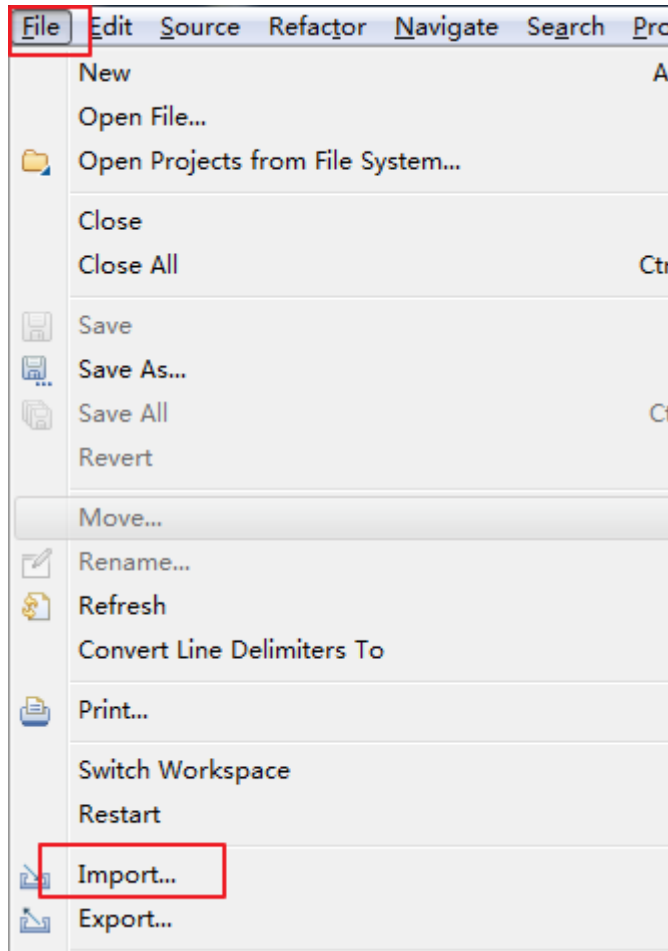 File Edit Source Refactor Navigate Search
New
Open File...
Open Projects from File System...
Close
Close All
Save
Save As...
Save All
Revert
Move...
Rename...
Refresh
Convert Line Delimiters To
Print...
Switch Workspace
Restart
Import...
Export...